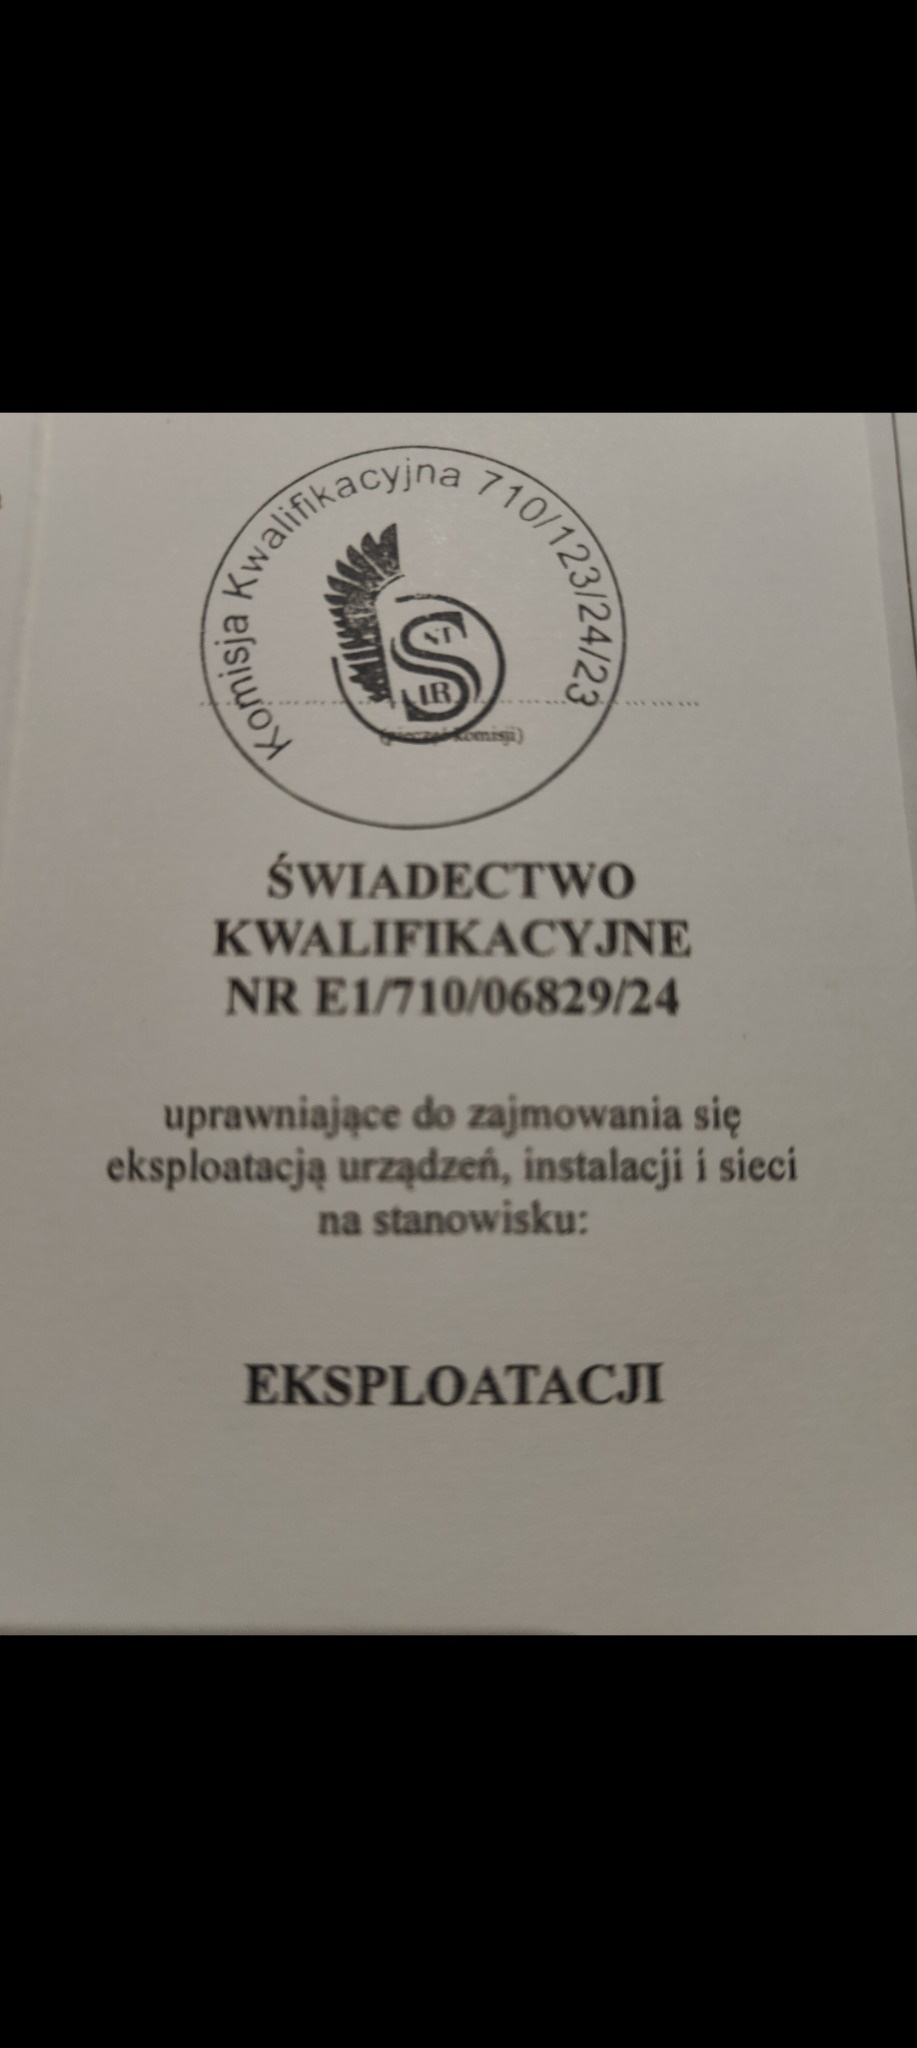 Komisja Kwalifikacyjna 710/123/24/23
ST
IR
(pieczęć komisji)
ŚWIADECTWO
KWALIFIKACYJNE
NR E1/710/06829/24
uprawniające do zajmowania się
eksploatacją urządzeń, instalacji i sieci
na stanowisku:
EKSPLOATACJI